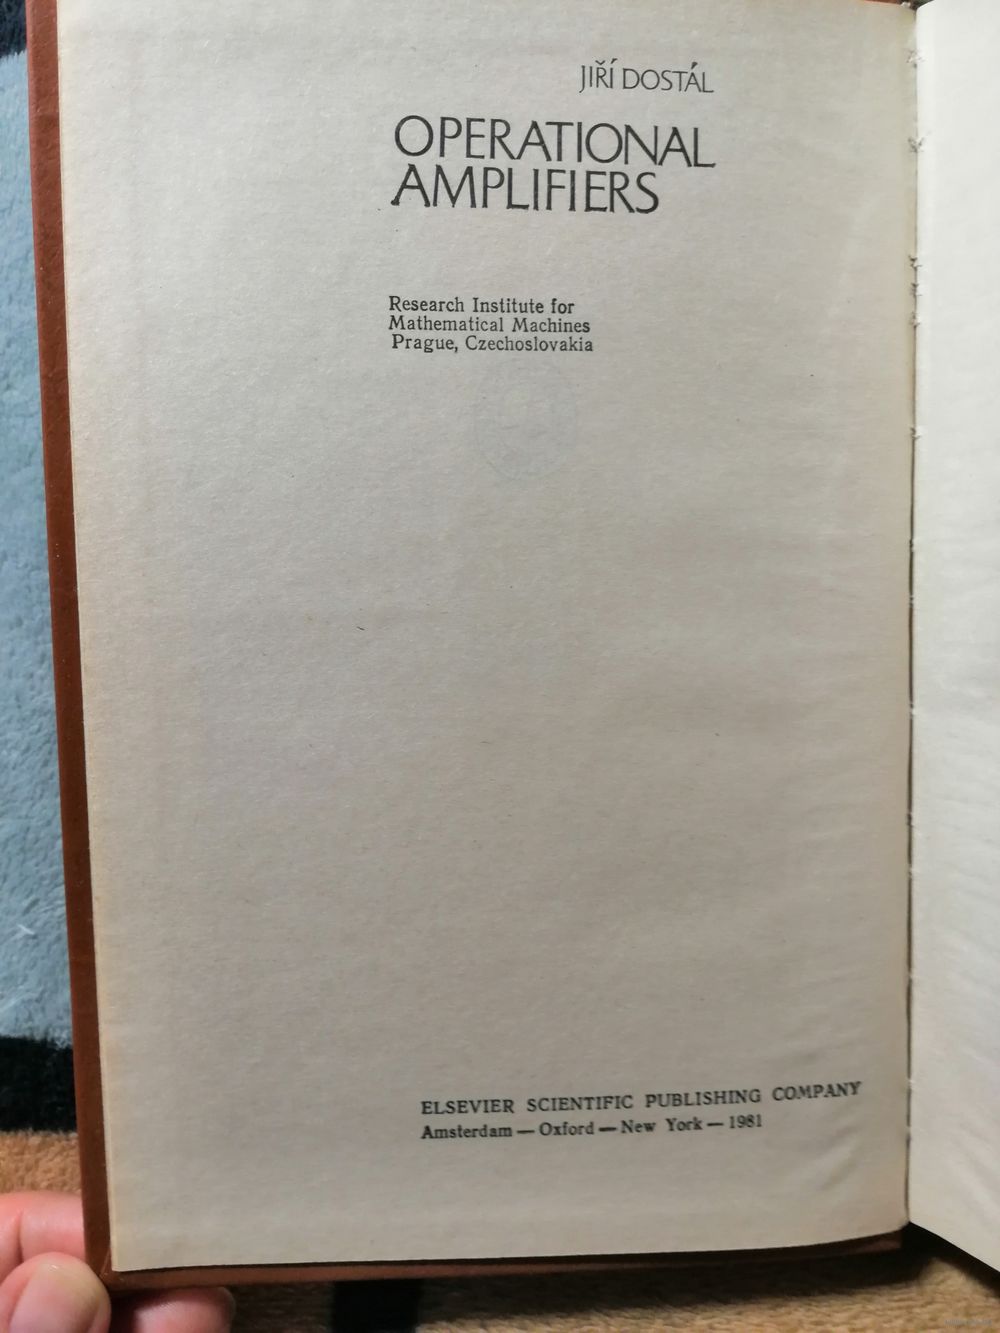 JIŘÍ DOSTÁL
OPERATIONAL
AMPLIFIERS
Research Institute for
Mathematical Machines
Prague, Czechoslovakia
ELSEVIER SCIENTIFIC PUBLISHING COMPANY
Amsterdam — Oxford — New York — 1981